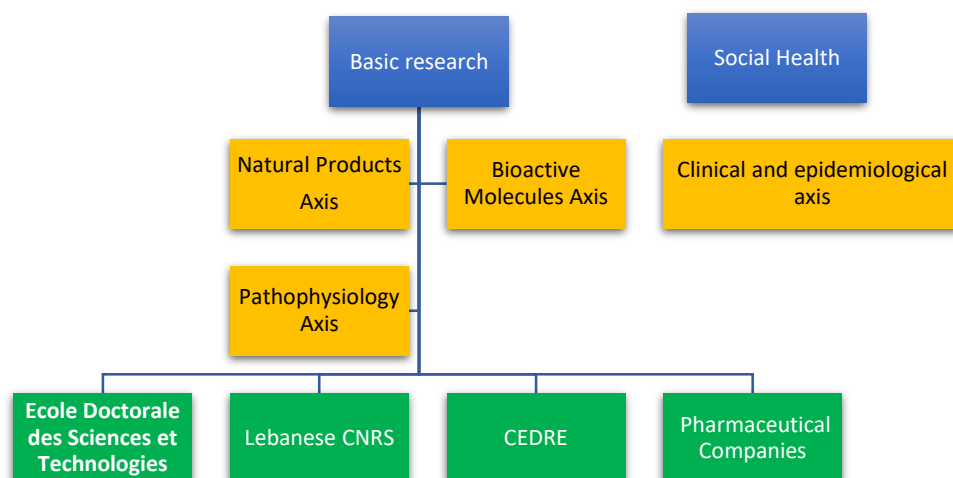 Basic research
Social Health
Natural Products
Axis
Bioactive
Molecules Axis
Clinical and epidemiological
axis
Pathophysiology
Axis
Ecole Doctorale
des Sciences et
Technologies
Lebanese CNRS
CEDRE
Pharmaceutical
Companies